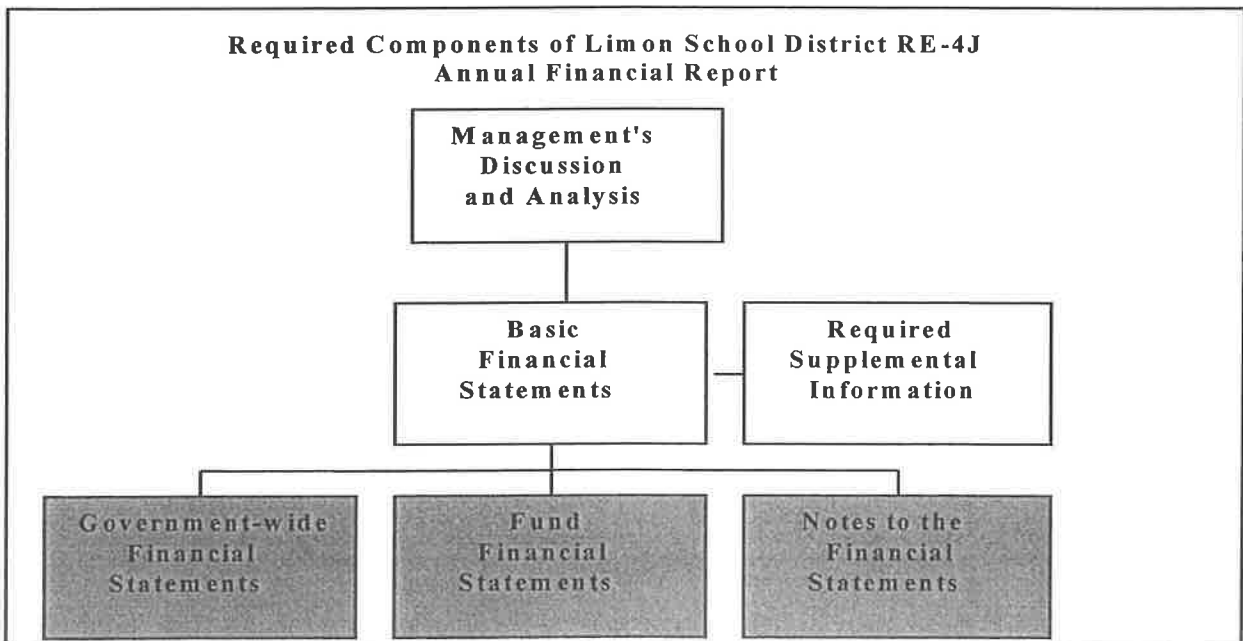 Required Components of Limon School District RE-4J
Annual Financial Report
Management's
Discussion
and Analysis
Basic
Financial
Statements
Required
Supplemental
Information
Government-wide
Financial
Statements
Fund
Financial
Statements
Notes to the
Financial
Statements